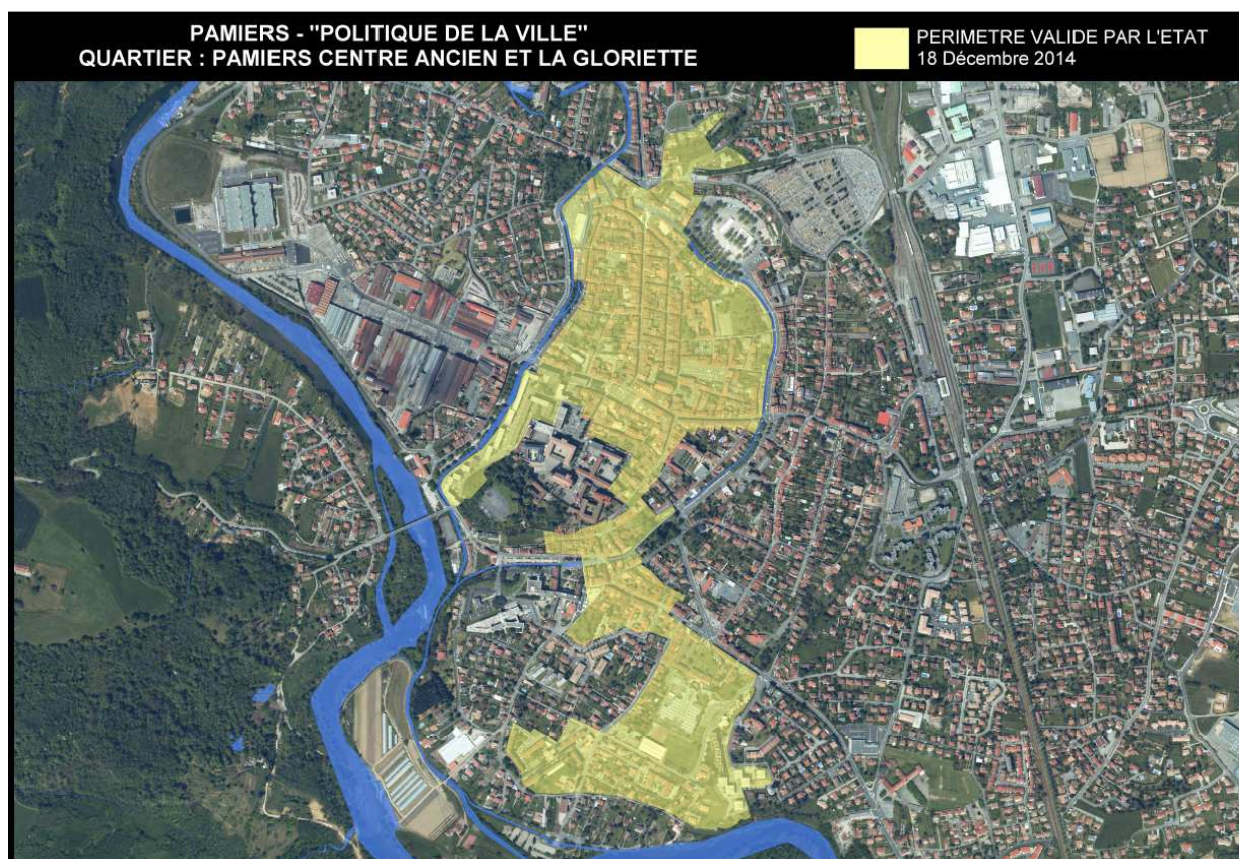 PAMIERS - "POLITIQUE DE LA VILLE"
QUARTIER : PAMIERS CENTRE ANCIEN ET LA GLORIETTE
PERIMETRE VALIDE PAR L'ETAT
18 Décembre 2014